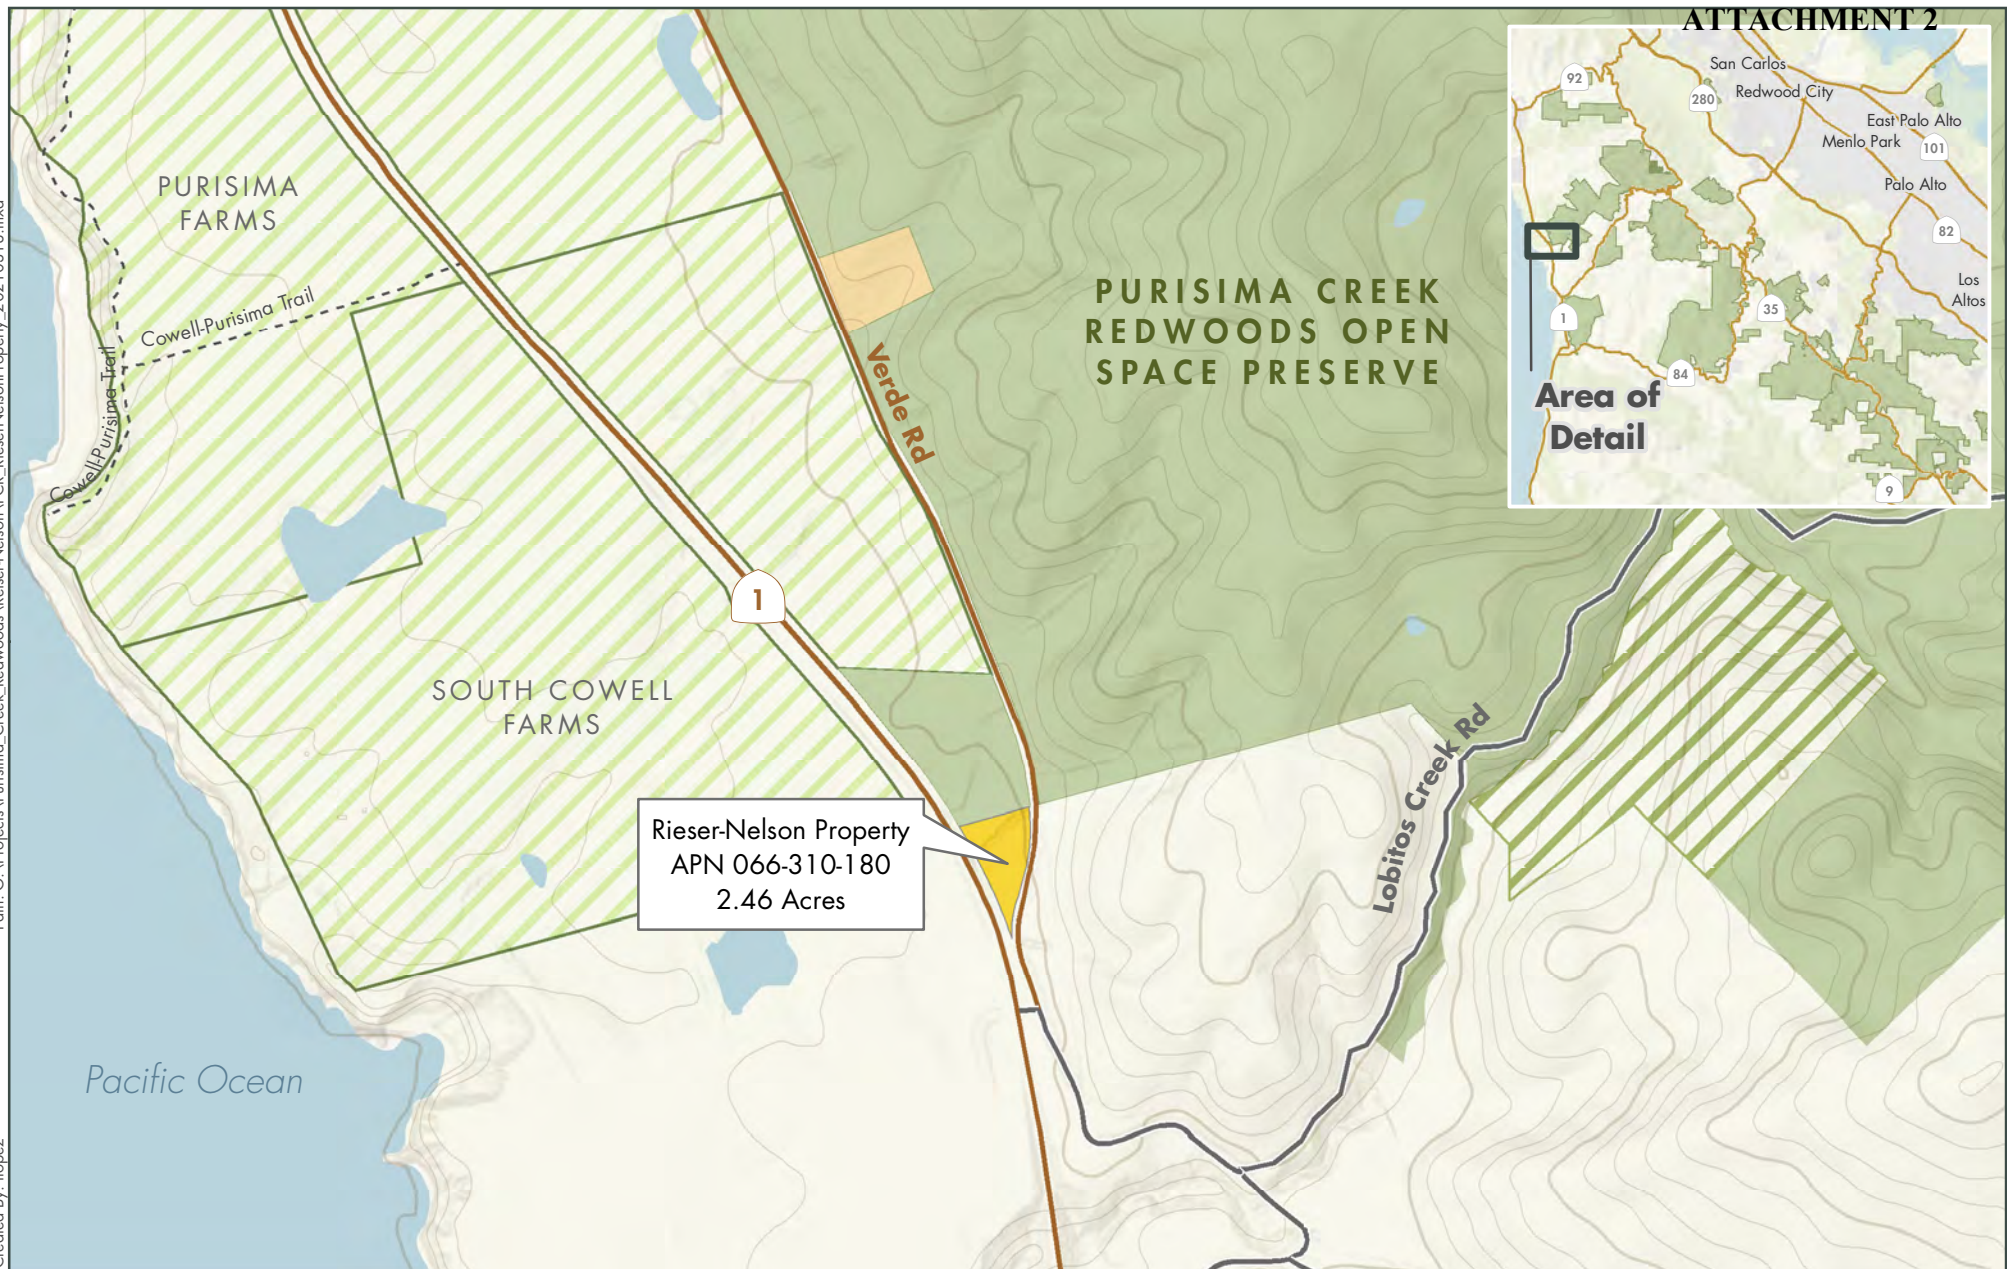 ATTACHMENT 2
San Carlos
92
280
Redwood City
East Palo Alto
Menlo Park
101
Palo Alto
82
Los
Altos
1
35
84
9
Area of
Detail
PURISIMA
FARMS
Cowell-Purisima Trail
Cowell-Purisima Trail
PURISIMA CREEK
REDWOODS OPEN
SPACE PRESERVE
Verde Rd
1
SOUTH COWELL
FARMS
Lobitos Creek Rd
Rieser-Nelson Property
APN 066-310-180
2.46 Acres
Pacific Ocean